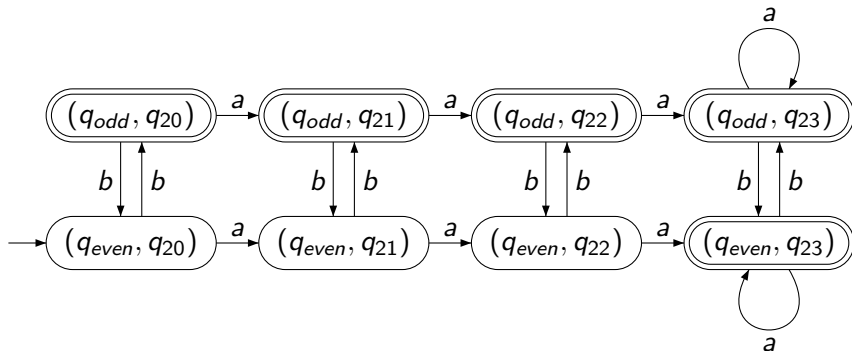 a
(q_odd, q_20) a (q_odd, q_21) a (q_odd, q_22) a (q_odd, q_23)
b b b b b b b b
(q_even, q_20) a (q_even, q_21) a (q_even, q_22) a (q_even, q_23)
a